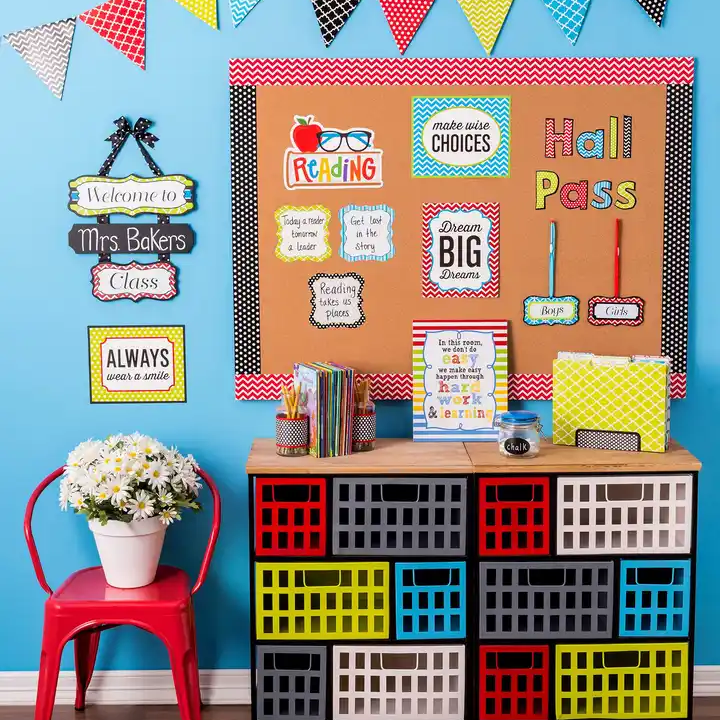 Welcome to
Mrs. Bakers
Class
ALWAYS
wear a smile
READING
make wise
CHOICES
Hall
Pass
Today a reader
tomorrow
a leader
Get lost in
the story
Dream
BIG
Dreams
Reading
takes us
places
Boys
Girls
In this room,
we don't do
easy
we make easy
happen through
hard
work
& learning
chalk